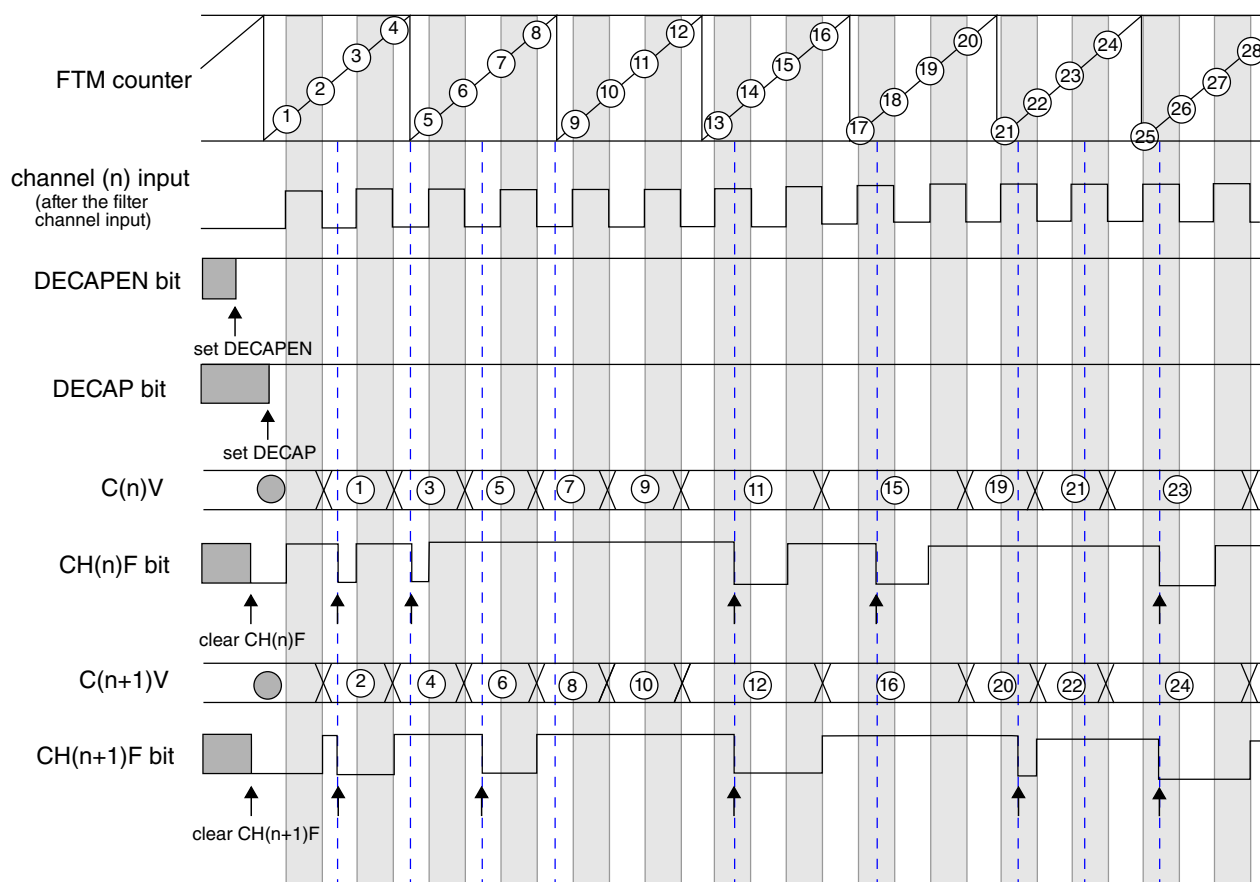 4 8 12 16 20 24 28
3 7 11 15 19 23 27
FTM counter
2 6 10 14 18 22 26
1 5 9 13 17 21 25
channel (n) input
(after the filter
channel input)
DECAPEN bit
set DECAPEN
DECAP bit
set DECAP
C(n)V 1 3 5 7 9 11 15 19 21 23
CH(n)F bit
clear CH(n)F
C(n+1)V 2 4 6 8 10 12 16 20 22 24
CH(n+1)F bit
clear CH(n+1)F